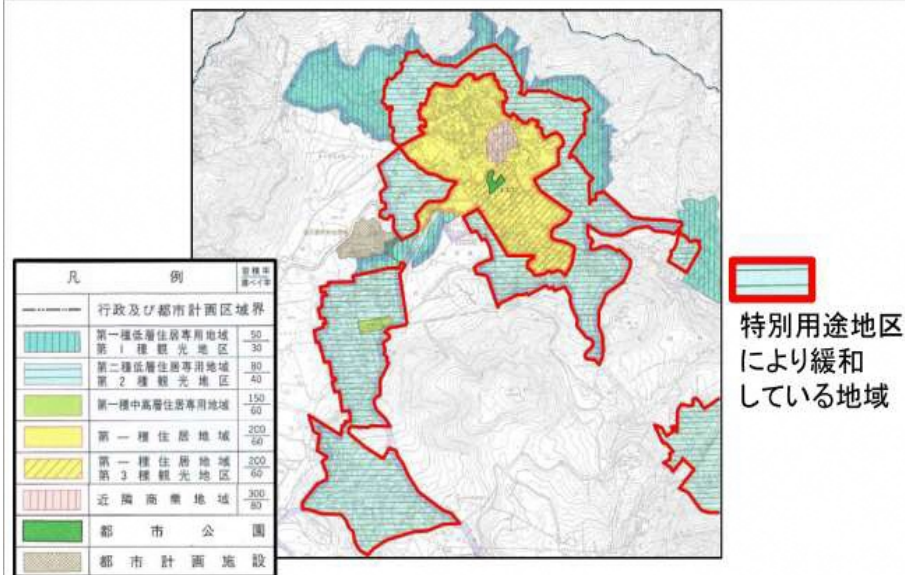 凡例
容積率
建ペイ率
行政及び都市計画区域界
第一種低層住居専用地域
第1種観光地区
50
30
第二種低層住居専用地域
第2種観光地区
80
40
第一種中高層住居専用地域
150
60
第一種住居地域
200
60
第一種住居地域
第3種観光地区
200
60
近隣商業地域
300
80
都市公園
都市計画施設
特別用途地区
により緩和
している地域